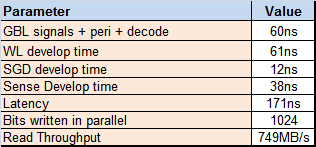 Parameter Value
GBL signals + peri + decode 60ns
WL develop time 61ns
SGD develop time 12ns
Sense Develop time 38ns
Latency 171ns
Bits written in parallel 1024
Read Throughput 749MB/s